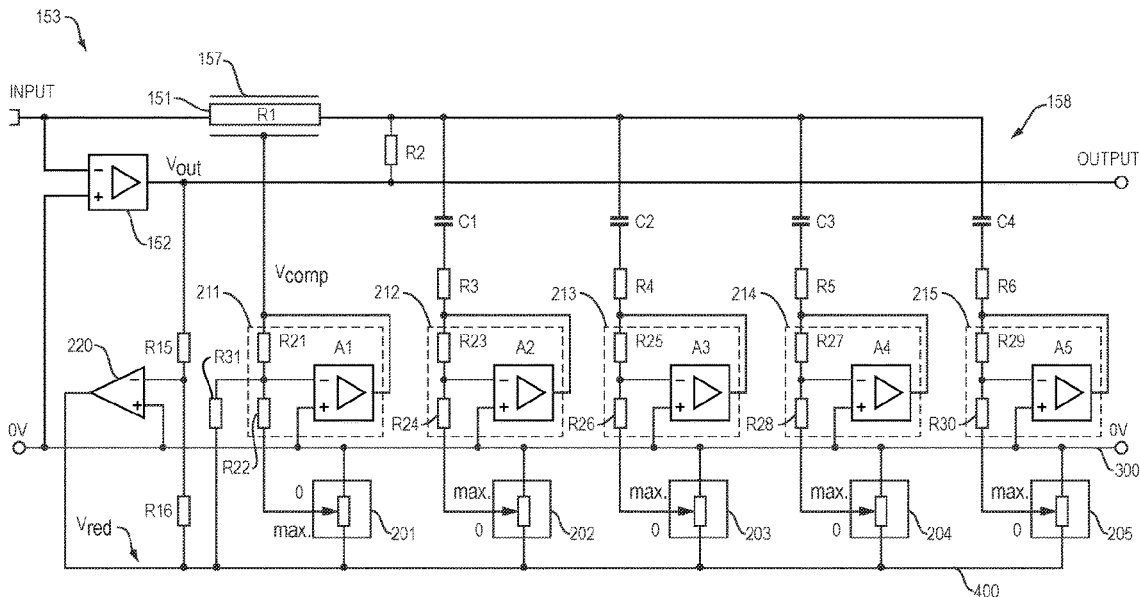 153
157
158
INPUT
151
R1
R2
OUTPUT
Vout
152
C1
C2
C3
C4
Vcomp
R3
R4
R5
R6
211
212
213
214
215
220
R15
R31
R21
A1
R23
A2
R25
A3
R27
A4
R29
A5
- + - + - + - + - + - + - +
0V
R22
R24
R26
R28
R30
0V
300
R16
Vred
0
max.
201
max.
0
202
max.
0
203
max.
0
204
max.
0
205
400